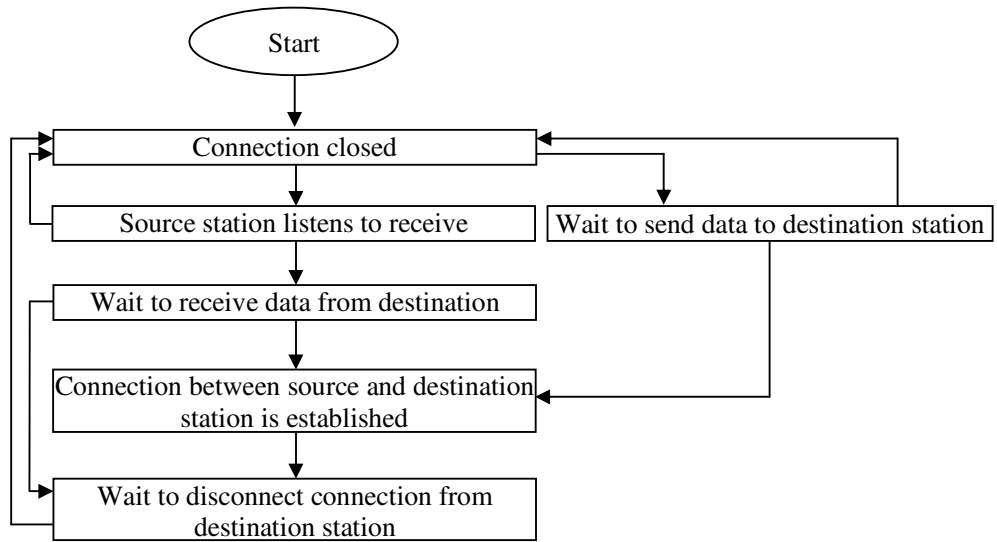 Start
Connection closed
Source station listens to receive
Wait to send data to destination station
Wait to receive data from destination
Connection between source and destination
station is established
Wait to disconnect connection from
destination station